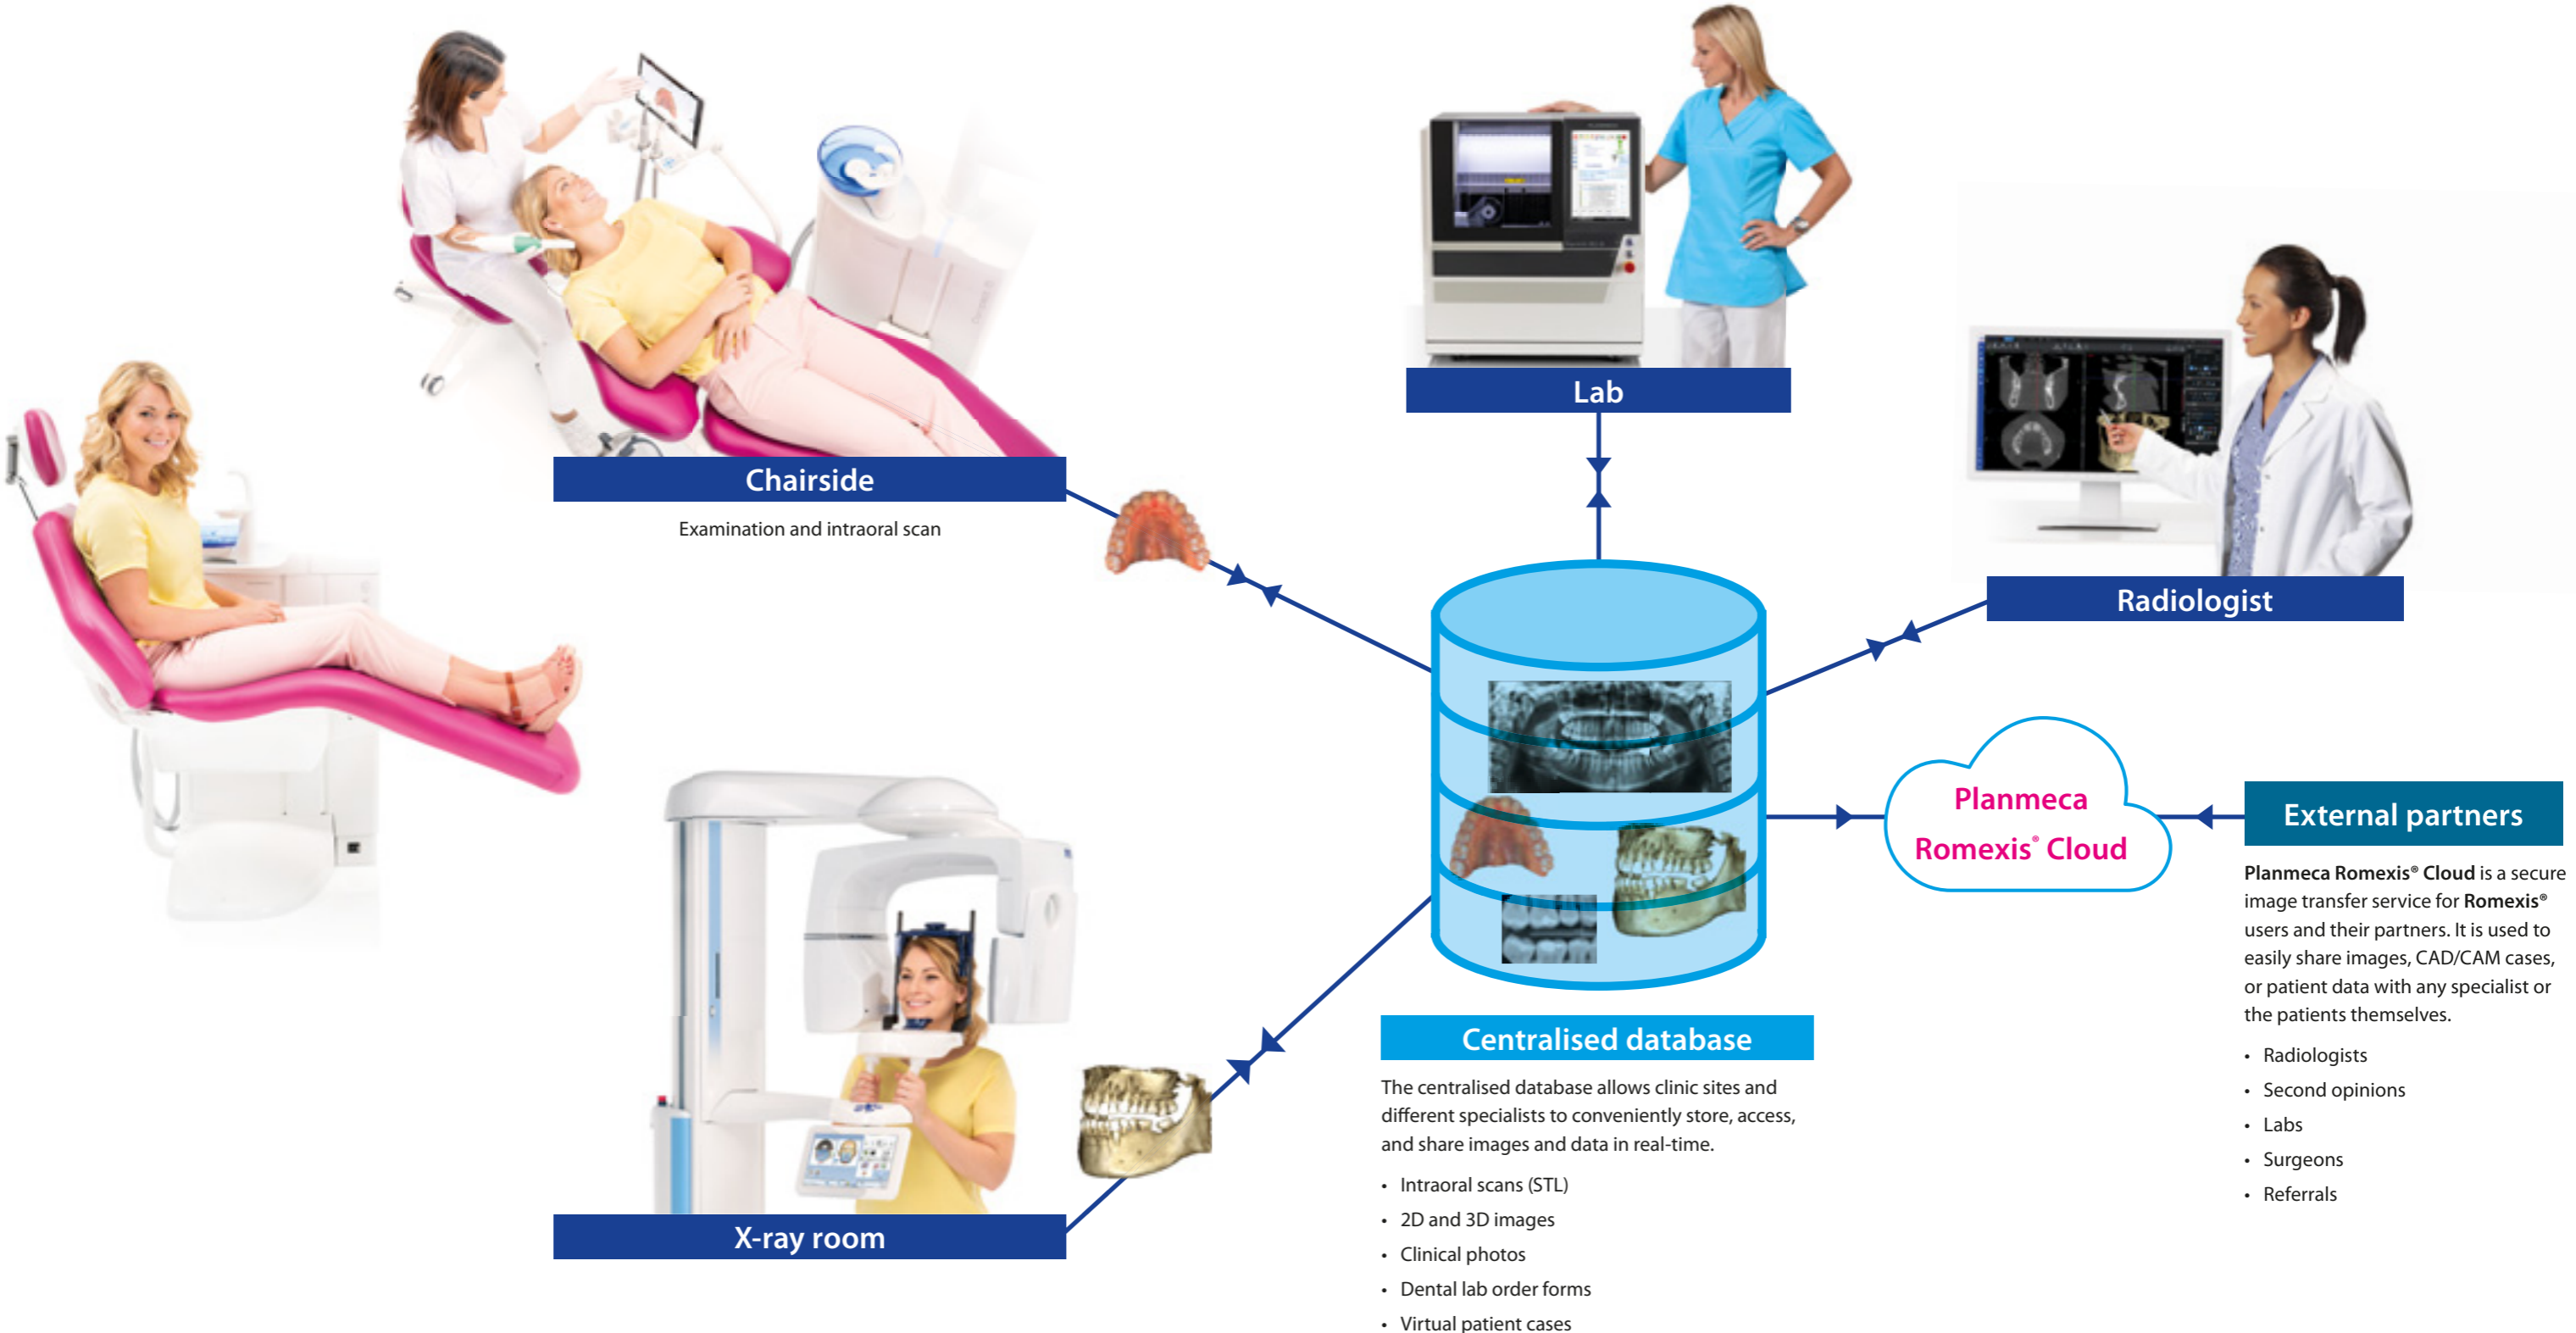 Lab
Chairside
Examination and intraoral scan
Radiologist
Planmeca
Romexis® Cloud
External partners
Planmeca Romexis® Cloud is a secure
image transfer service for Romexis®
users and their partners. It is used to
easily share images, CAD/CAM cases,
or patient data with any specialist or
the patients themselves.
• Radiologists
• Second opinions
• Labs
• Surgeons
• Referrals
Centralised database
The centralised database allows clinic sites and
different specialists to conveniently store, access,
and share images and data in real-time.
• Intraoral scans (STL)
• 2D and 3D images
• Clinical photos
• Dental lab order forms
• Virtual patient cases
X-ray room